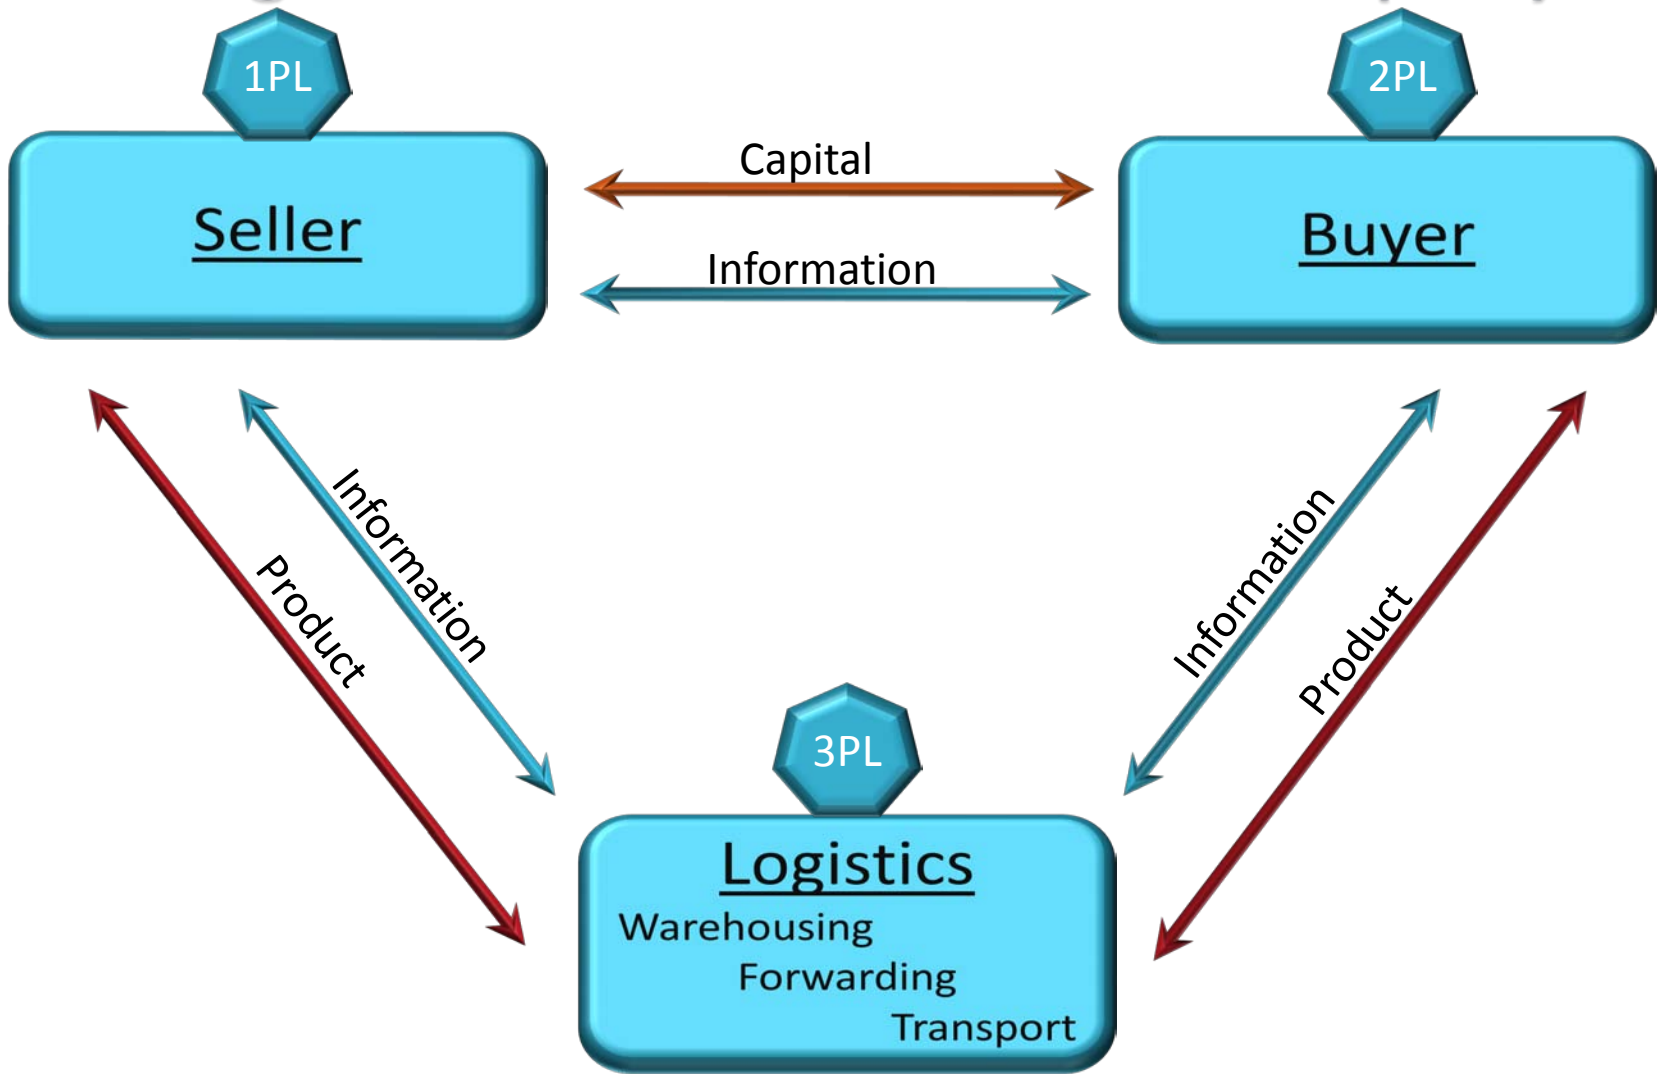 1PL
2PL
Seller
Capital
Information
Buyer
Information
Product
Information
Product
3PL
Logistics
Warehousing
Forwarding
Transport